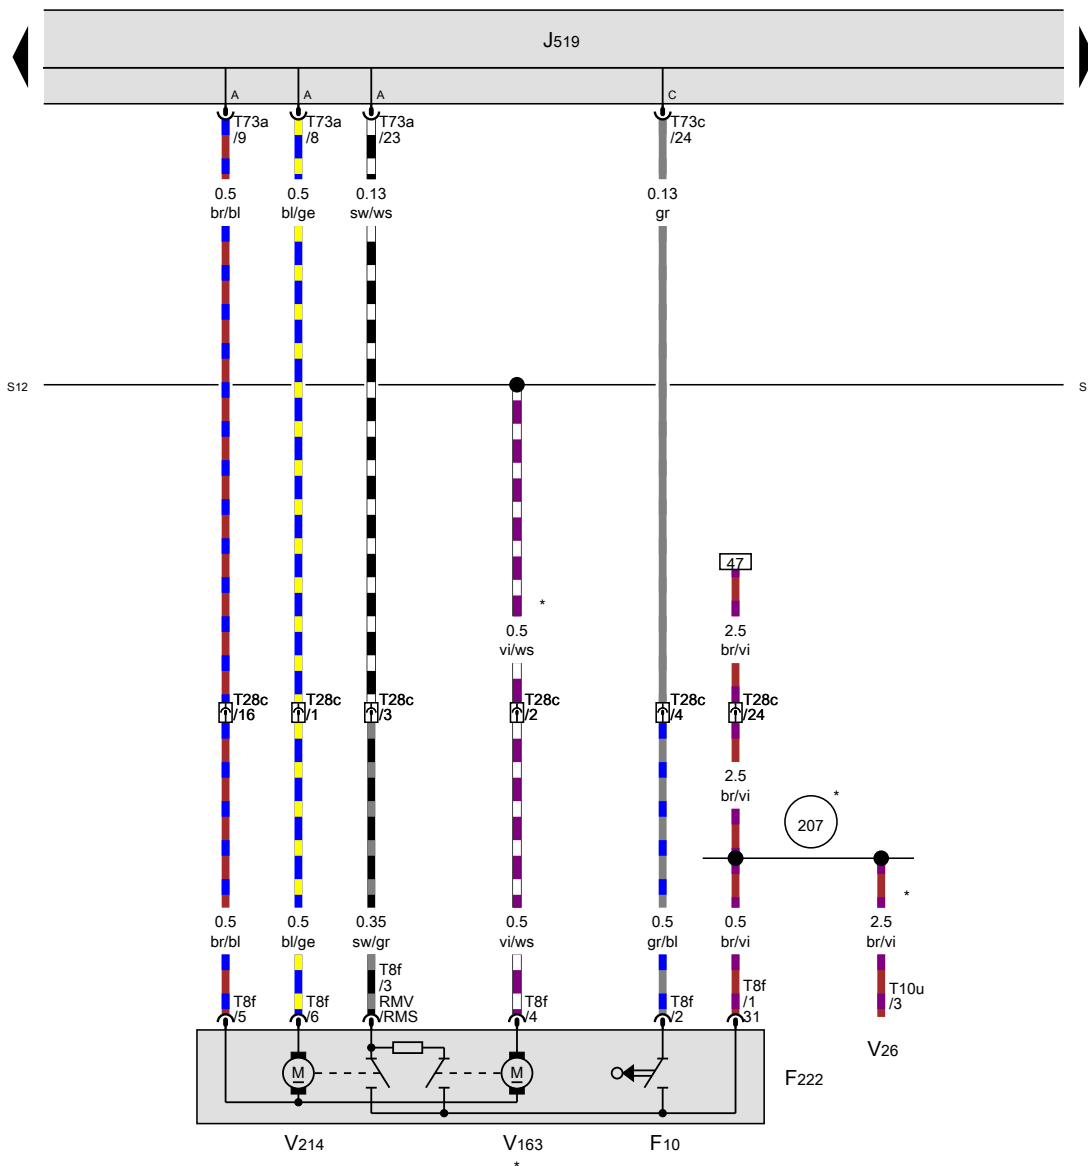 J519
A
A
A
C
T73a
/9
T73a
/8
T73a
/23
T73c
/24
0.5
br/bl
0.5
bl/ge
0.13
sw/ws
0.13
gr
S12
S
47
*
0.5
vi/ws
2.5
br/vi
T28c
/16
T28c
/1
T28c
/3
T28c
/2
T28c
/4
T28c
/24
2.5
br/vi
207
*
*
0.5
br/bl
0.5
bl/ge
0.35
sw/gr
0.5
vi/ws
0.5
gr/bl
0.5
br/vi
2.5
br/vi
T8f
/5
T8f
/6
T8f
/3
RMV
/RMS
T8f
/4
T8f
/2
T8f
/1
31
T10u
/3
V26
M
M
F222
V214
V163
*
F10